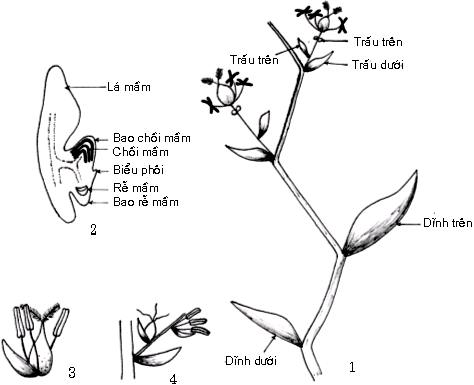 Trấu trên
Trấu trên
Trấu dưới
Lá mầm
Bao chồi mầm
Chồi mầm
Biểu phôi
Rễ mầm
Bao rễ mầm
2
Dĩnh trên
3
4
Dĩnh dưới
1